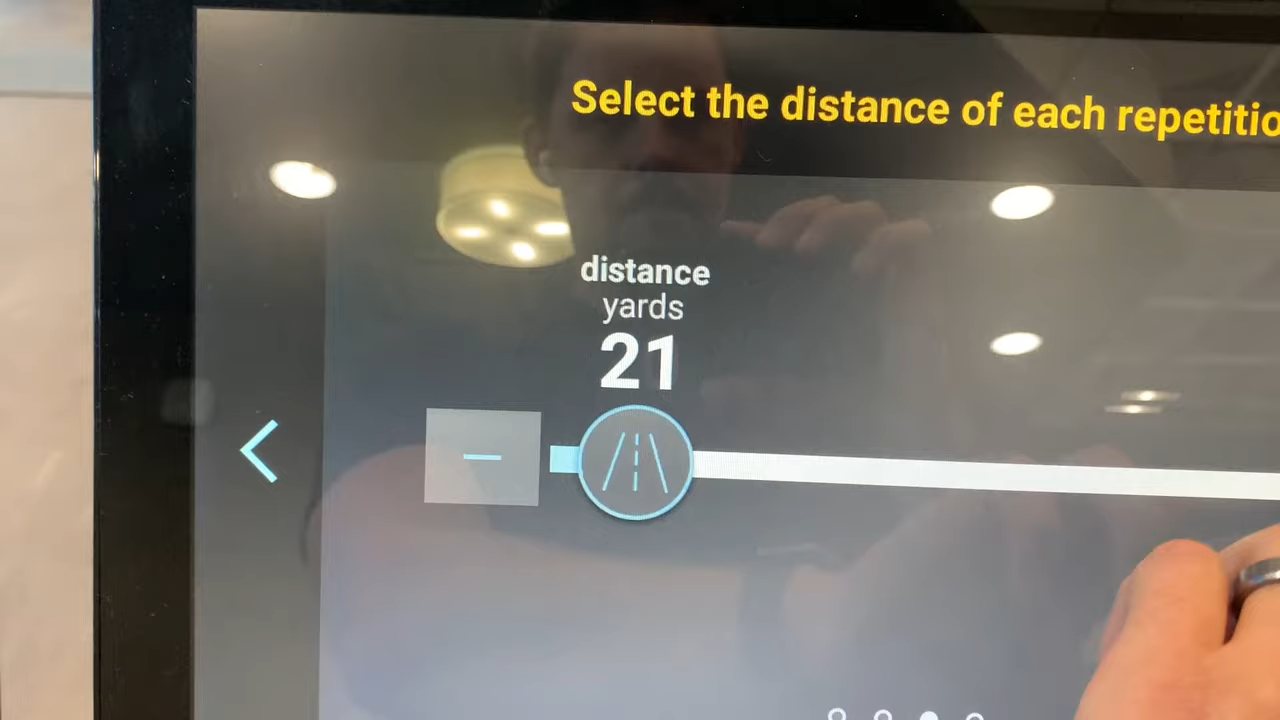 Select the distance of each repetitio
distance
yards
21